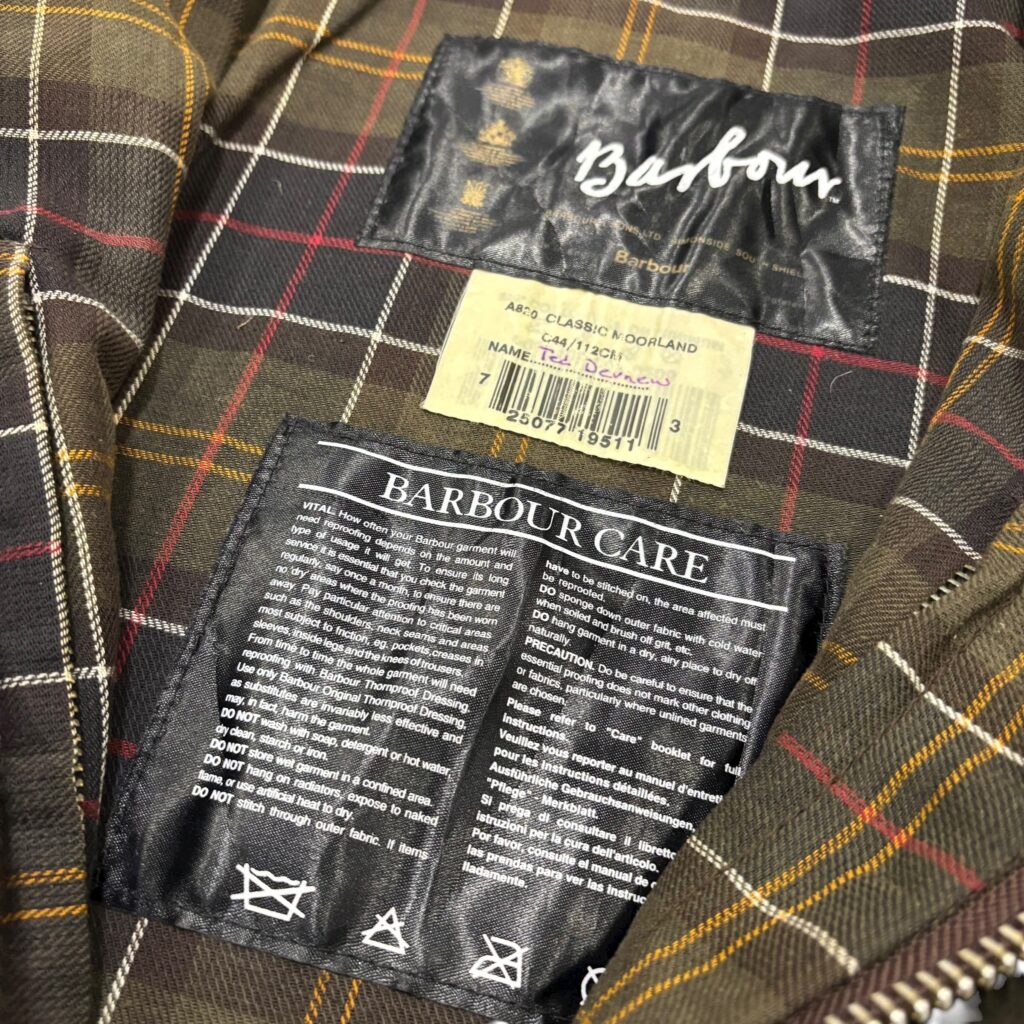 Barbour
Barbour
A820 CLASSIC MOORLAND
C44/112CM
NAME
7 25077 19511 3
BARBOUR CARE
VITAL. How often your Barbour garment will
need reproofing depends on the amount and
type of usage it will get. To ensure its long
service it is essential that you check the garment
regularly, say once a month, to ensure there are
no 'dry' areas where the proofing has been worn
away. Pay particular attention to critical areas
such as the shoulders, neck seams and areas
most subject to friction, eg. pockets, creases in
sleeves, inside legs and the knees of trousers.
From time to time the whole garment will need
reproofing with Barbour Thornproof Dressing.
Use only Barbour Original Thornproof Dressing,
as substitutes are invariably less effective and
may, in fact, harm the garment.
DO NOT wash with soap, detergent or hot water,
dry clean, starch or iron.
DO NOT store wet garment in a confined area.
DO NOT hang on radiators, expose to naked
flame, or use artificial heat to dry.
DO NOT stitch through outer fabric. If items
have to be stitched on, the area affected must
be reproofed.
DO sponge down outer fabric with cold water
when soiled and brush off grit, etc.
DO hang garment in a dry, airy place to dry off
naturally.
PRECAUTION. Do be careful to ensure that the
essential proofing does not mark other clothing
or fabrics, particularly where unlined garments
are chosen.
Please refer to "Care" booklet for full
instructions.
Veuillez vous reporter au manuel d'entreti
pour les instructions détaillées.
Ausführliche Gebrauchsanweisungen,
"Pflege" - Merkblatt.
Si prega di consultare il libretto
istruzioni per la cura dell'articolo.
Por favor, consulte el manual de
las prendas para ver las instruc
lladamente.